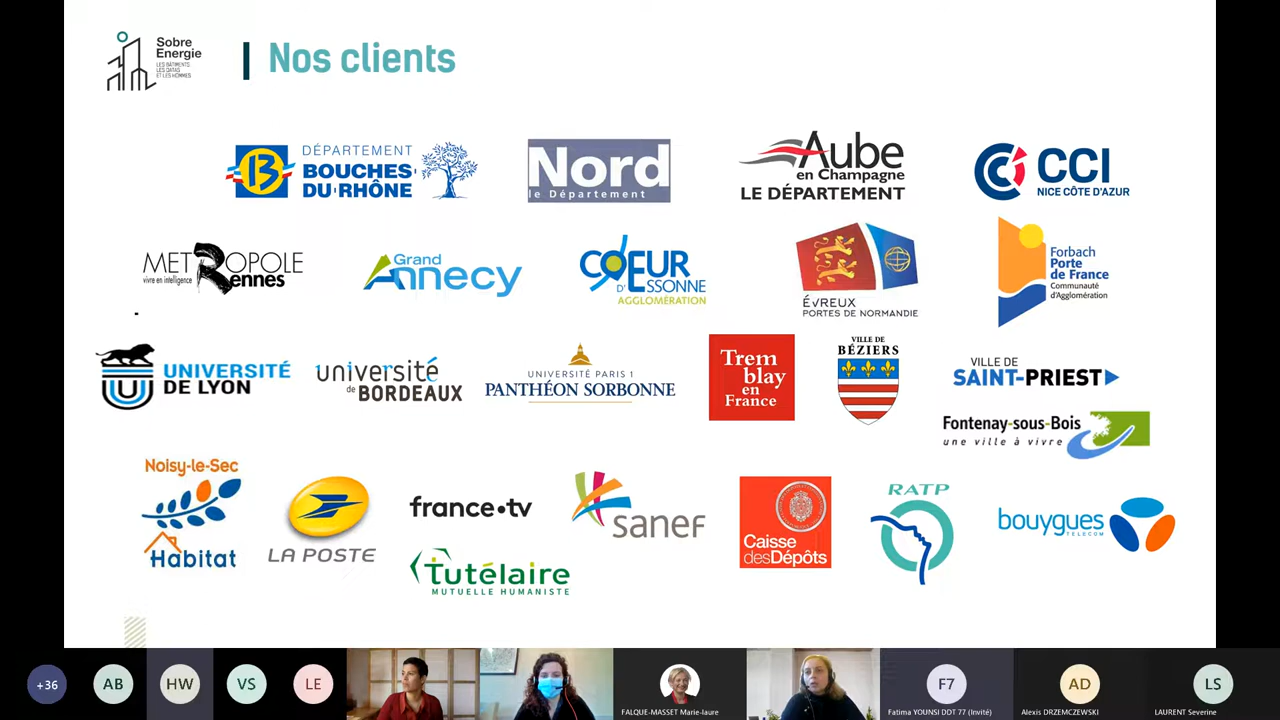 Sobre
Energie
LES BÂTIMENTS,
LES DATAS
ET LES HOMMES
Nos clients
13
DÉPARTEMENT
BOUCHES
DU RHÔNE
Nord
le Département
Aube
en Champagne
LE DÉPARTEMENT
CCI
NICE CÔTE D'AZUR
METROPOLE
vivre en intelligence
Rennes
Grand
Annecy
COEUR
D'ESSONNE
AGGLOMÉRATION
ÉVREUX
PORTES DE NORMANDIE
Forbach
Porte
de France
Communauté
d'Agglomération
UNIVERSITÉ
DE LYON
université
de BORDEAUX
UNIVERSITÉ PARIS 1
PANTHÉON SORBONNE
Trem
blay
en
France
VILLE DE
BÉZIERS
VILLE DE
SAINT-PRIEST
Fontenay-sous-Bois
une ville à vivre
Noisy-le-Sec
Habitat
LA POSTE
france•tv
Tutélaire
MUTUELLE HUMANISTE
sanef
Caisse
desDépôts
RATP
bouygues
TELECOM
+36
AB
HW
VS
LE
FALQUE-MASSET Marie-laure
F7
Fatima YOUNSI DDT 77 (Invité)
AD
Alexis DRZEMCZEWSKI
LS
LAURENT Severine